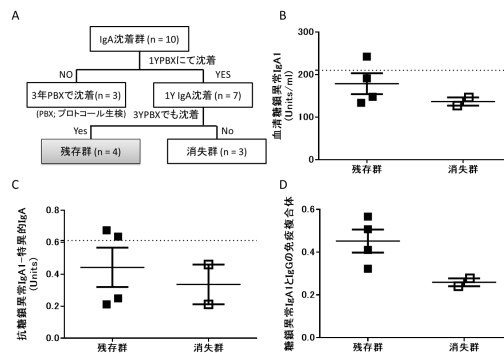 A
IgA沈着群 (n = 10)
1YPBXにて沈着
NO
YES
3年PBXで沈着 (n = 3)
1Y IgA沈着 (n = 7)
(PBX; プロトコール生検)
3YPBXでも沈着
Yes
No
残存群 (n = 4)
消失群 (n = 3)
B
血清糖鎖異常IgA1
(Units/ml)
300
200
100
0
残存群
消失群
C
抗糖鎖異常IgA1-特異的IgA
(Units)
1.0
0.8
0.6
0.4
0.2
0.0
残存群
消失群
D
糖鎖異常IgA1とIgGの免疫複合体
0.6
0.4
0.2
0.0
残存群
消失群